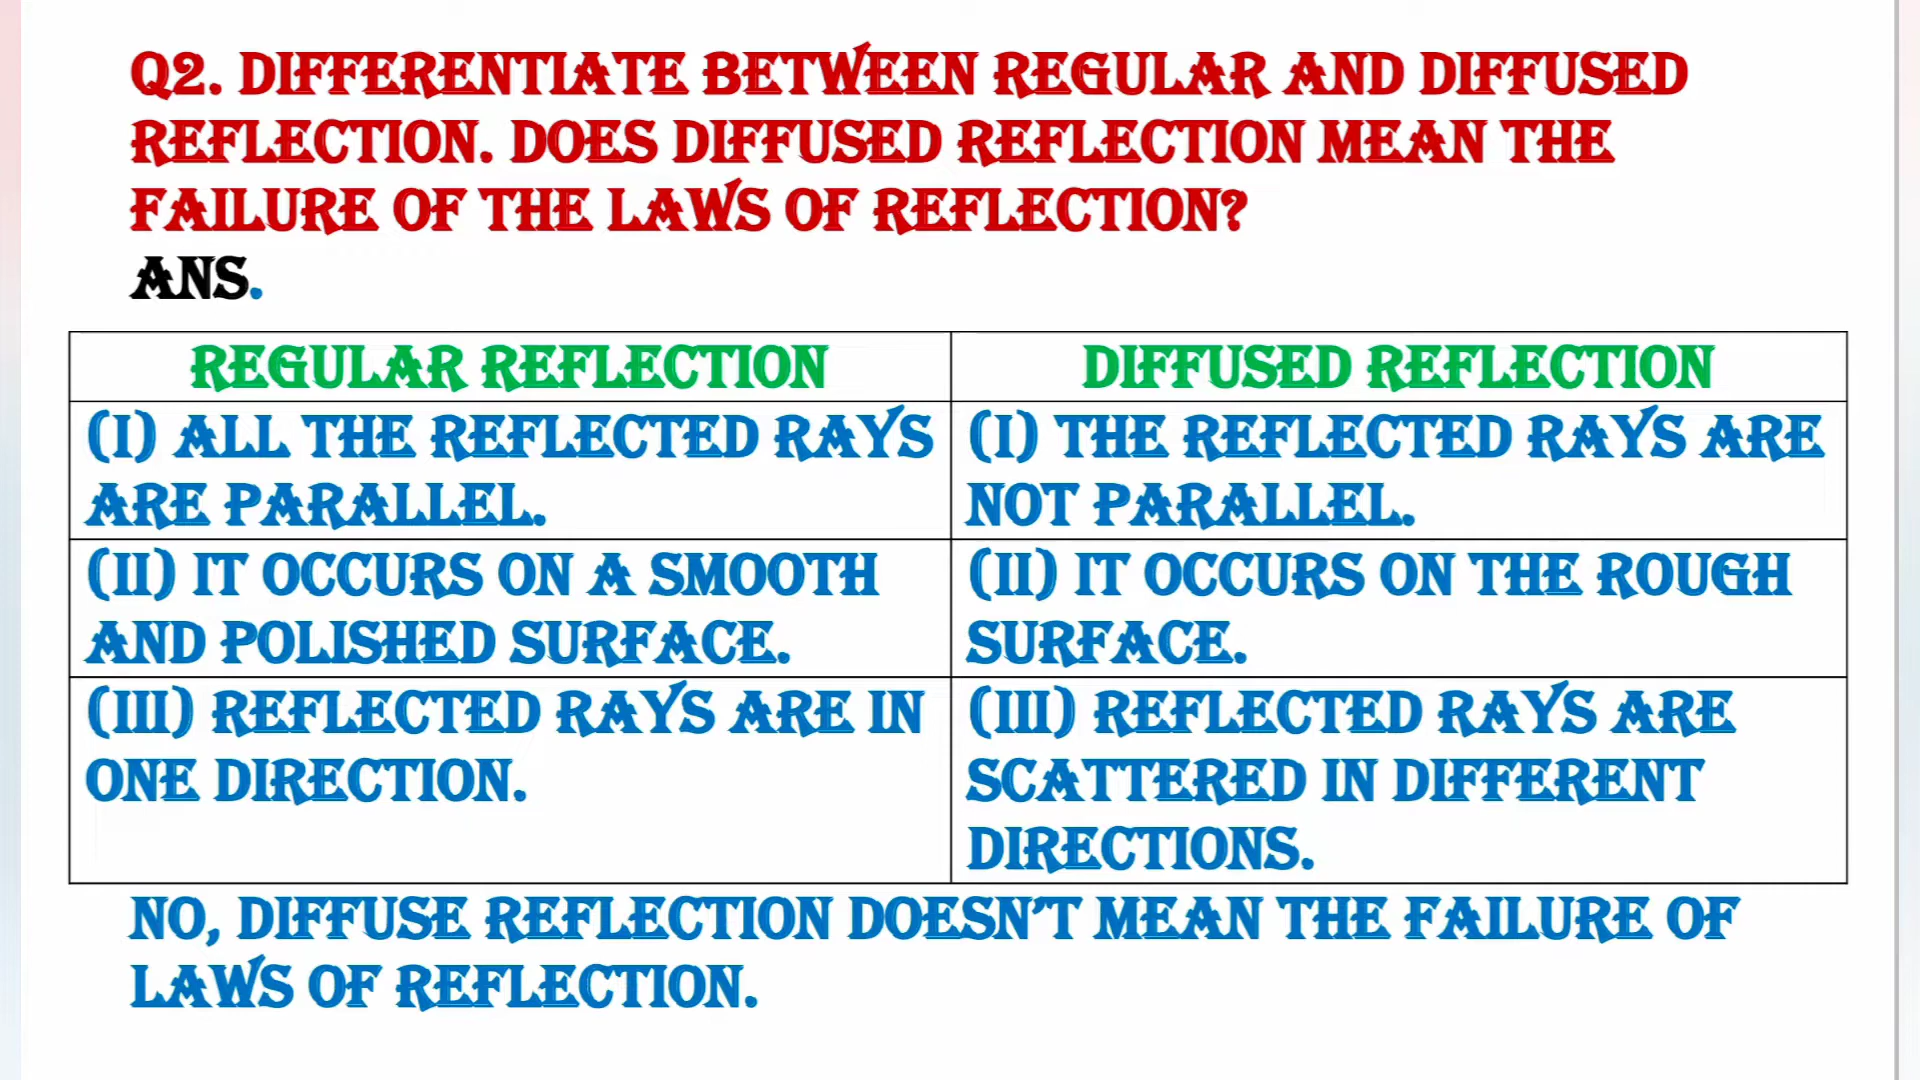 Q2. DIFFERENTIATE BETWEEN REGULAR AND DIFFUSED
REFLECTION. DOES DIFFUSED REFLECTION MEAN THE
FAILURE OF THE LAWS OF REFLECTION?
ANS.
REGULAR REFLECTION
DIFFUSED REFLECTION
(I) ALL THE REFLECTED RAYS
ARE PARALLEL.
(I) THE REFLECTED RAYS ARE
NOT PARALLEL.
(II) IT OCCURS ON A SMOOTH
AND POLISHED SURFACE.
(II) IT OCCURS ON THE ROUGH
SURFACE.
(III) REFLECTED RAYS ARE IN
ONE DIRECTION.
(III) REFLECTED RAYS ARE
SCATTERED IN DIFFERENT
DIRECTIONS.
NO, DIFFUSE REFLECTION DOESN'T MEAN THE FAILURE OF
LAWS OF REFLECTION.